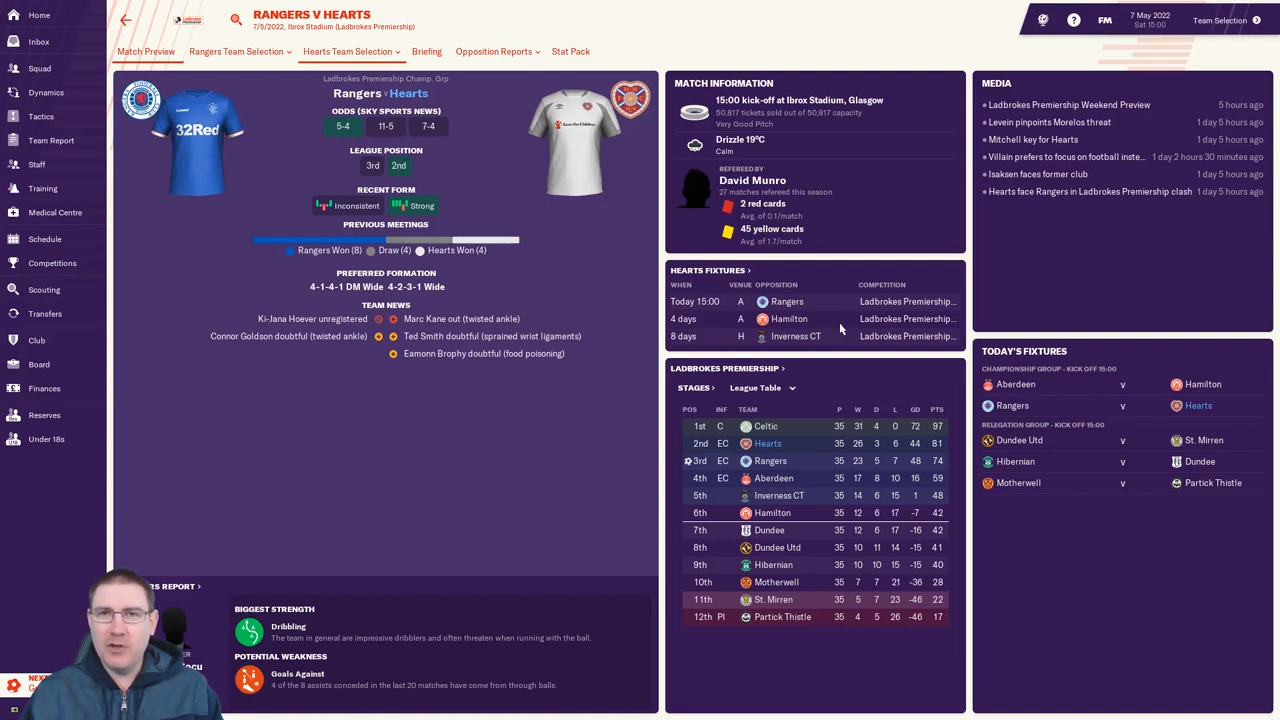 RANGERS V HEARTS
7/5/2022, Ibrox Stadium (Ladbrokes Premiership)
FM
7 May 2022
Sat 15:00
Team Selection
Home
Inbox
Squad
Dynamics
Tactics
Team Report
Staff
Training
Medical Centre
Schedule
Competitions
Scouting
Transfers
Club
Board
Finances
Reserves
Under 18s
Match Preview
Rangers Team Selection
Hearts Team Selection
Briefing
Opposition Reports
Stat Pack
Ladbrokes Premiership Champ. Grp
Rangers v Hearts
ODDS (SKY SPORTS NEWS)
5-4 11-5 7-4
LEAGUE POSITION
3rd 2nd
RECENT FORM
Inconsistent Strong
PREVIOUS MEETINGS
Rangers Won (8) Draw (4) Hearts Won (4)
PREFERRED FORMATION
4-1-4-1 DM Wide 4-2-3-1 Wide
TEAM NEWS
Ki-Jana Hoever unregistered Marc Kane out (twisted ankle)
Connor Goldson doubtful (twisted ankle) Ted Smith doubtful (sprained wrist ligaments)
Eamonn Brophy doubtful (food poisoning)
32Red
Save the Children
RS REPORT
BIGGEST STRENGTH
Dribbling
The team in general are impressive dribblers and often threaten when running with the ball.
POTENTIAL WEAKNESS
Goals Against
4 of the 8 assists conceded in the last 20 matches have come from through balls.
NEX
MATCH INFORMATION
15:00 kick-off at Ibrox Stadium, Glasgow
50,817 tickets sold out of 50,817 capacity
Very Good Pitch
Drizzle 19°C
Calm
REFEREED BY
David Munro
27 matches refereed this season
2 red cards
Avg. of 0.1/match
45 yellow cards
Avg. of 1.7/match
HEARTS FIXTURES
WHEN VENUE OPPOSITION COMPETITION
Today 15:00 A Rangers Ladbrokes Premiership...
4 days A Hamilton Ladbrokes Premiership...
8 days H Inverness CT Ladbrokes Premiership...
LADBROKES PREMIERSHIP
STAGES League Table
POS INF TEAM P W D L GD PTS
1st C Celtic 35 31 4 0 72 97
2nd EC Hearts 35 26 3 6 44 81
3rd EC Rangers 35 23 5 7 48 74
4th EC Aberdeen 35 17 8 10 16 59
5th Inverness CT 35 14 6 15 1 48
6th Hamilton 35 12 6 17 -7 42
7th Dundee 35 12 6 17 -16 42
8th Dundee Utd 35 10 11 14 -15 41
9th Hibernian 35 10 10 15 -15 40
10th Motherwell 35 7 7 21 -36 28
11th St. Mirren 35 5 7 23 -46 22
12th Pl Partick Thistle 35 4 5 26 -46 17
MEDIA
Ladbrokes Premiership Weekend Preview 5 hours ago
Levein pinpoints Morelos threat 1 day 5 hours ago
Mitchell key for Hearts 1 day 5 hours ago
Villain prefers to focus on football inste... 1 day 2 hours 30 minutes ago
Isaksen faces former club 1 day 5 hours ago
Hearts face Rangers in Ladbrokes Premiership clash 1 day 5 hours ago
TODAY'S FIXTURES
CHAMPIONSHIP GROUP - KICK OFF 15:00
Aberdeen v Hamilton
Rangers v Hearts
RELEGATION GROUP - KICK OFF 15:00
Dundee Utd v St. Mirren
Hibernian v Dundee
Motherwell v Partick Thistle